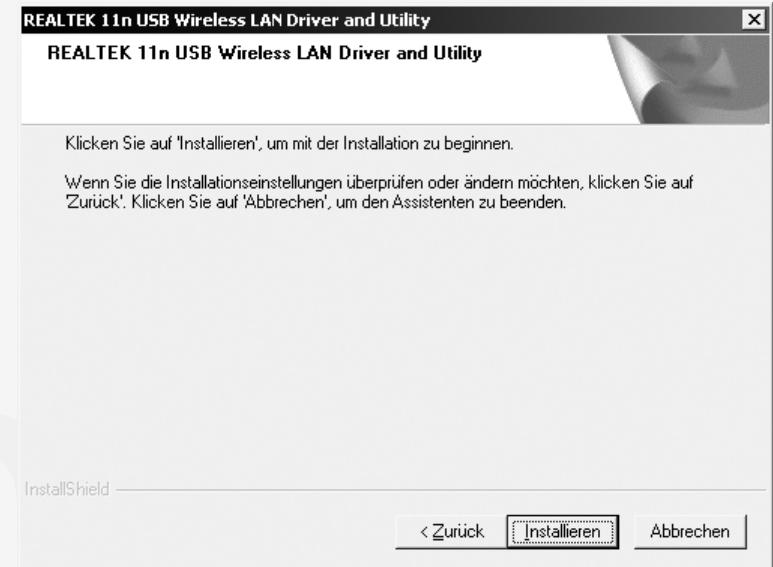 REALTEK 11n USB Wireless LAN Driver and Utility
REALTEK 11n USB Wireless LAN Driver and Utility
Klicken Sie auf 'Installieren', um mit der Installation zu beginnen.
Wenn Sie die Installationseinstellungen überprüfen oder ändern möchten, klicken Sie auf
'Zurück'. Klicken Sie auf 'Abbrechen', um den Assistenten zu beenden.
InstallShield
< Zurück Installieren Abbrechen